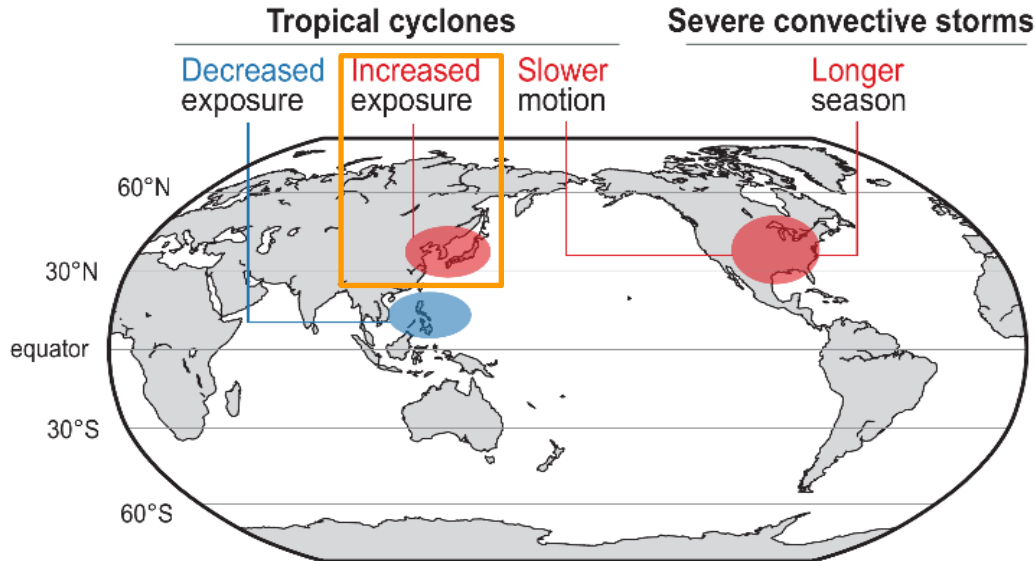 Tropical cyclones
Severe convective storms
Decreased
exposure
Increased
exposure
Slower
motion
Longer
season
60°N
30°N
equator
30°S
60°S